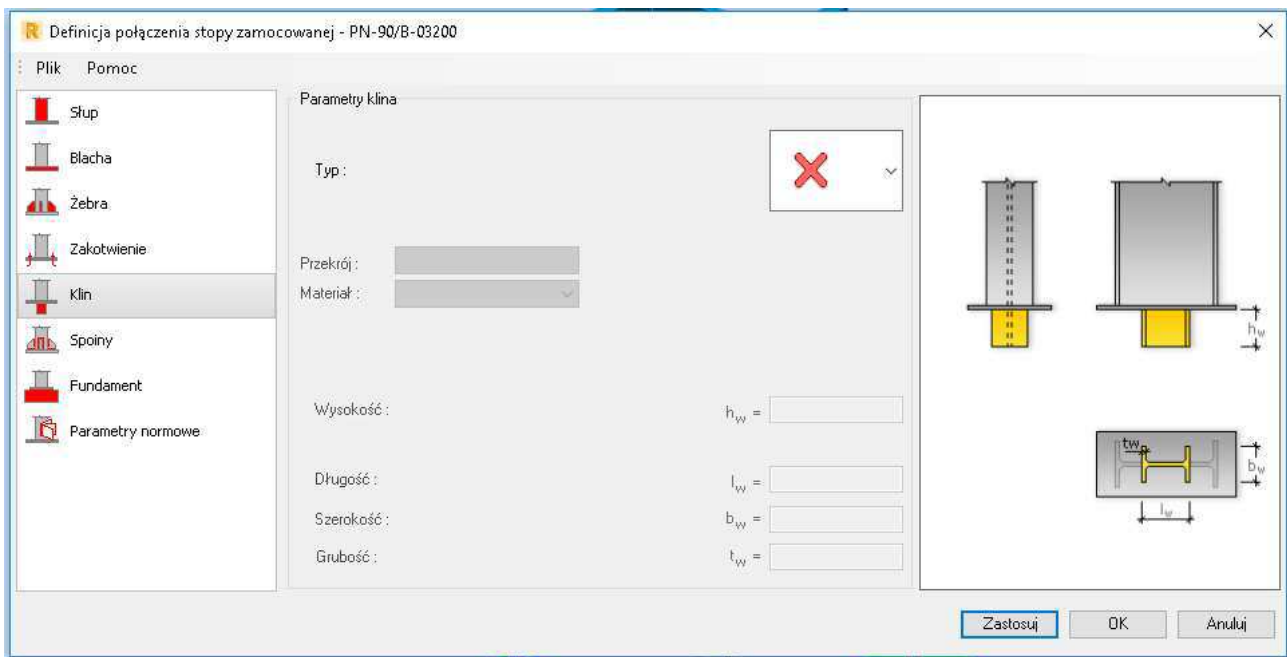 Definicja połączenia stopy zamocowanej - PN-90/B-03200
Plik Pomoc
Słup
Blacha
Żebra
Zakotwienie
Klin
Spoiny
Fundament
Parametry normowe
Parametry klina
Typ :
Przekrój :
Materiał :
Wysokość : hw =
Długość : lw =
Szerokość : bw =
Grubość : tw =
hw
tw
bw
lw
Zastosuj OK Anuluj